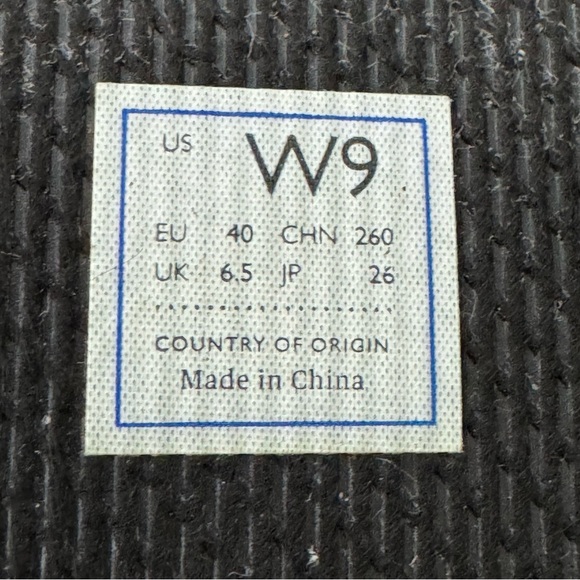 US W9
EU 40 CHN 260
UK 6.5 JP 26
COUNTRY OF ORIGIN
Made in China